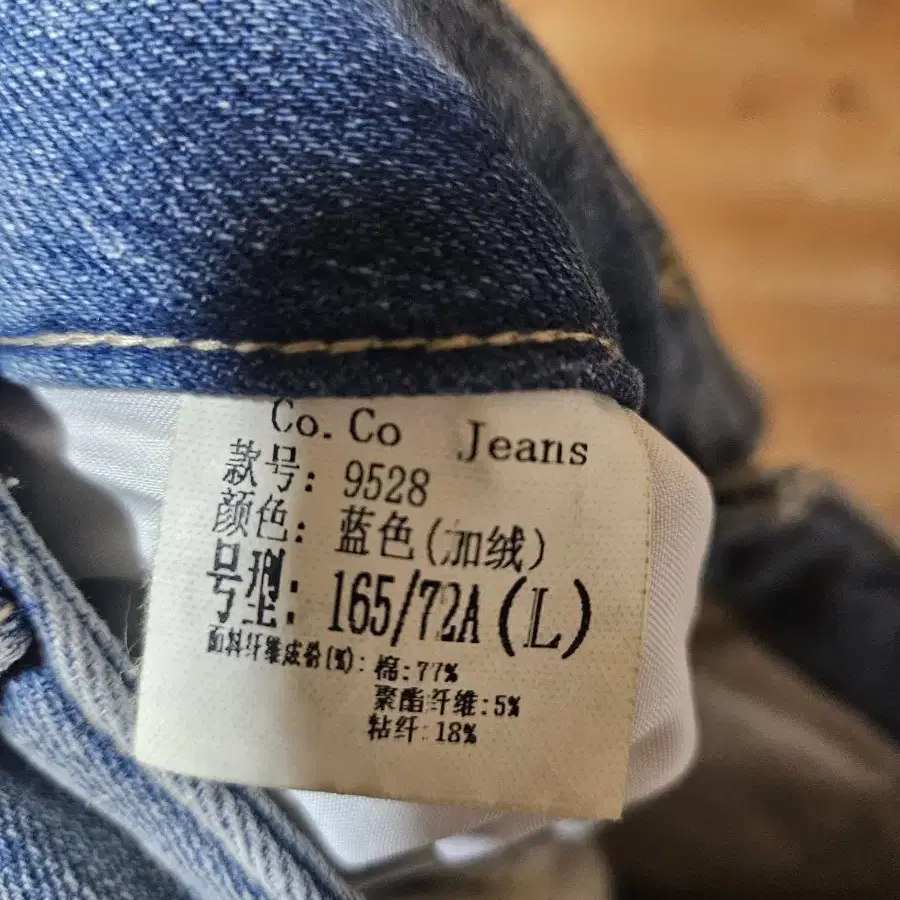 Co.Co Jeans
款号: 9528
颜色: 蓝色(加绒)
号型: 165/72A(L)
面料纤维成份(%): 棉:77%
聚酯纤维:5%
粘纤:18%